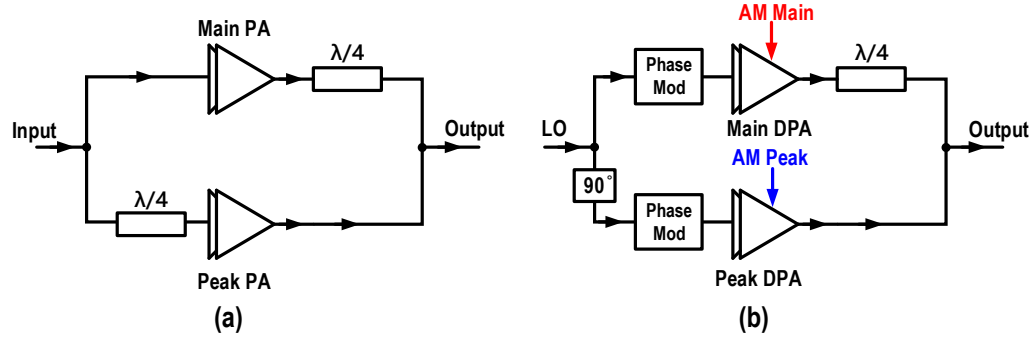 Main PA
λ/4
Input
Output
λ/4
Peak PA
(a)
AM Main
Phase
Mod
λ/4
Main DPA
LO
Output
AM Peak
90°
Phase
Mod
Peak DPA
(b)